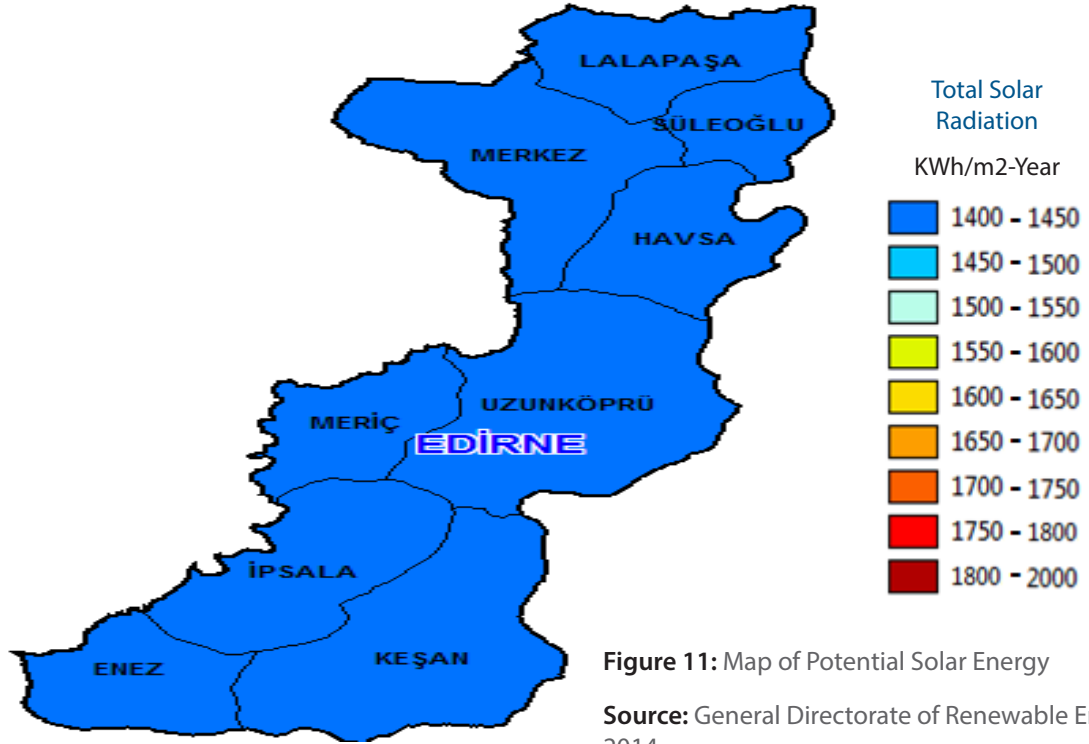 LALAPAŞA
SÜLEOĞLU
MERKEZ
HAVSA
UZUNKÖPRÜ
MERİÇ
EDİRNE
İPSALA
KEŞAN
ENEZ
Total Solar
Radiation
KWh/m2-Year
1400 - 1450
1450 - 1500
1500 - 1550
1550 - 1600
1600 - 1650
1650 - 1700
1700 - 1750
1750 - 1800
1800 - 2000
Figure 11: Map of Potential Solar Energy
Source: General Directorate of Renewable
2014